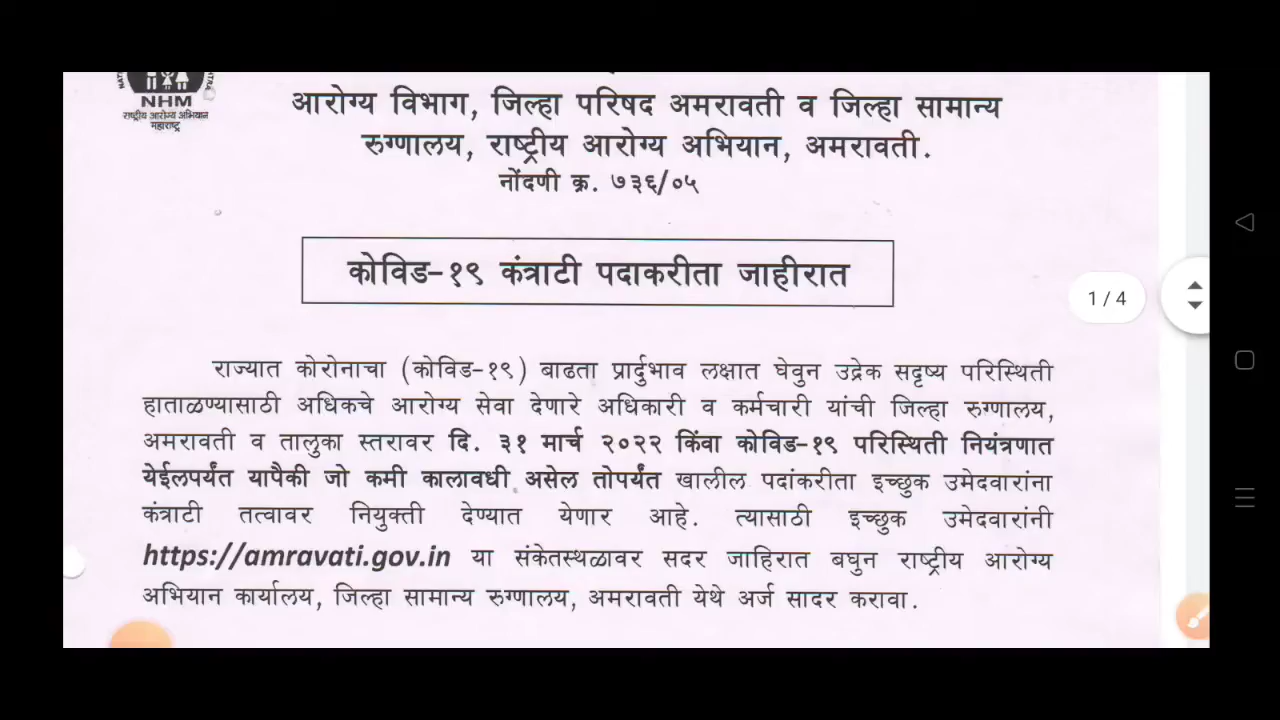 NHM
राष्ट्रीय आरोग्य अभियान
महाराष्ट्र
आरोग्य विभाग, जिल्हा परिषद अमरावती व जिल्हा सामान्य
रुग्णालय, राष्ट्रीय आरोग्य अभियान, अमरावती.
नोंदणी क्र. ७३६/०५
कोविड-१९ कंत्राटी पदाकरीता जाहीरात
1 / 4
राज्यात कोरोनाचा (कोविड-१९) बाढता प्रार्दुभाव लक्षात घेवुन उद्रेक सदृष्य परिस्थिती
हाताळण्यासाठी अधिकचे आरोग्य सेवा देणारे अधिकारी व कर्मचारी यांची जिल्हा रुग्णालय,
अमरावती व तालुका स्तरावर दि. ३१ मार्च २०२२ किंवा कोविड-१९ परिस्थिती नियंत्रणात
येईलपर्यंत यापैकी जो कमी कालावधी असेल तोपर्यंत खालील पदांकरीता इच्छुक उमेदवारांना
कंत्राटी तत्वावर नियुक्ती देण्यात येणार आहे. त्यासाठी इच्छुक उमेदवारांनी
https://amravati.gov.in या संकेतस्थळावर सदर जाहिरात बघुन राष्ट्रीय आरोग्य
अभियान कार्यालय, जिल्हा सामान्य रुग्णालय, अमरावती येथे अर्ज सादर करावा.